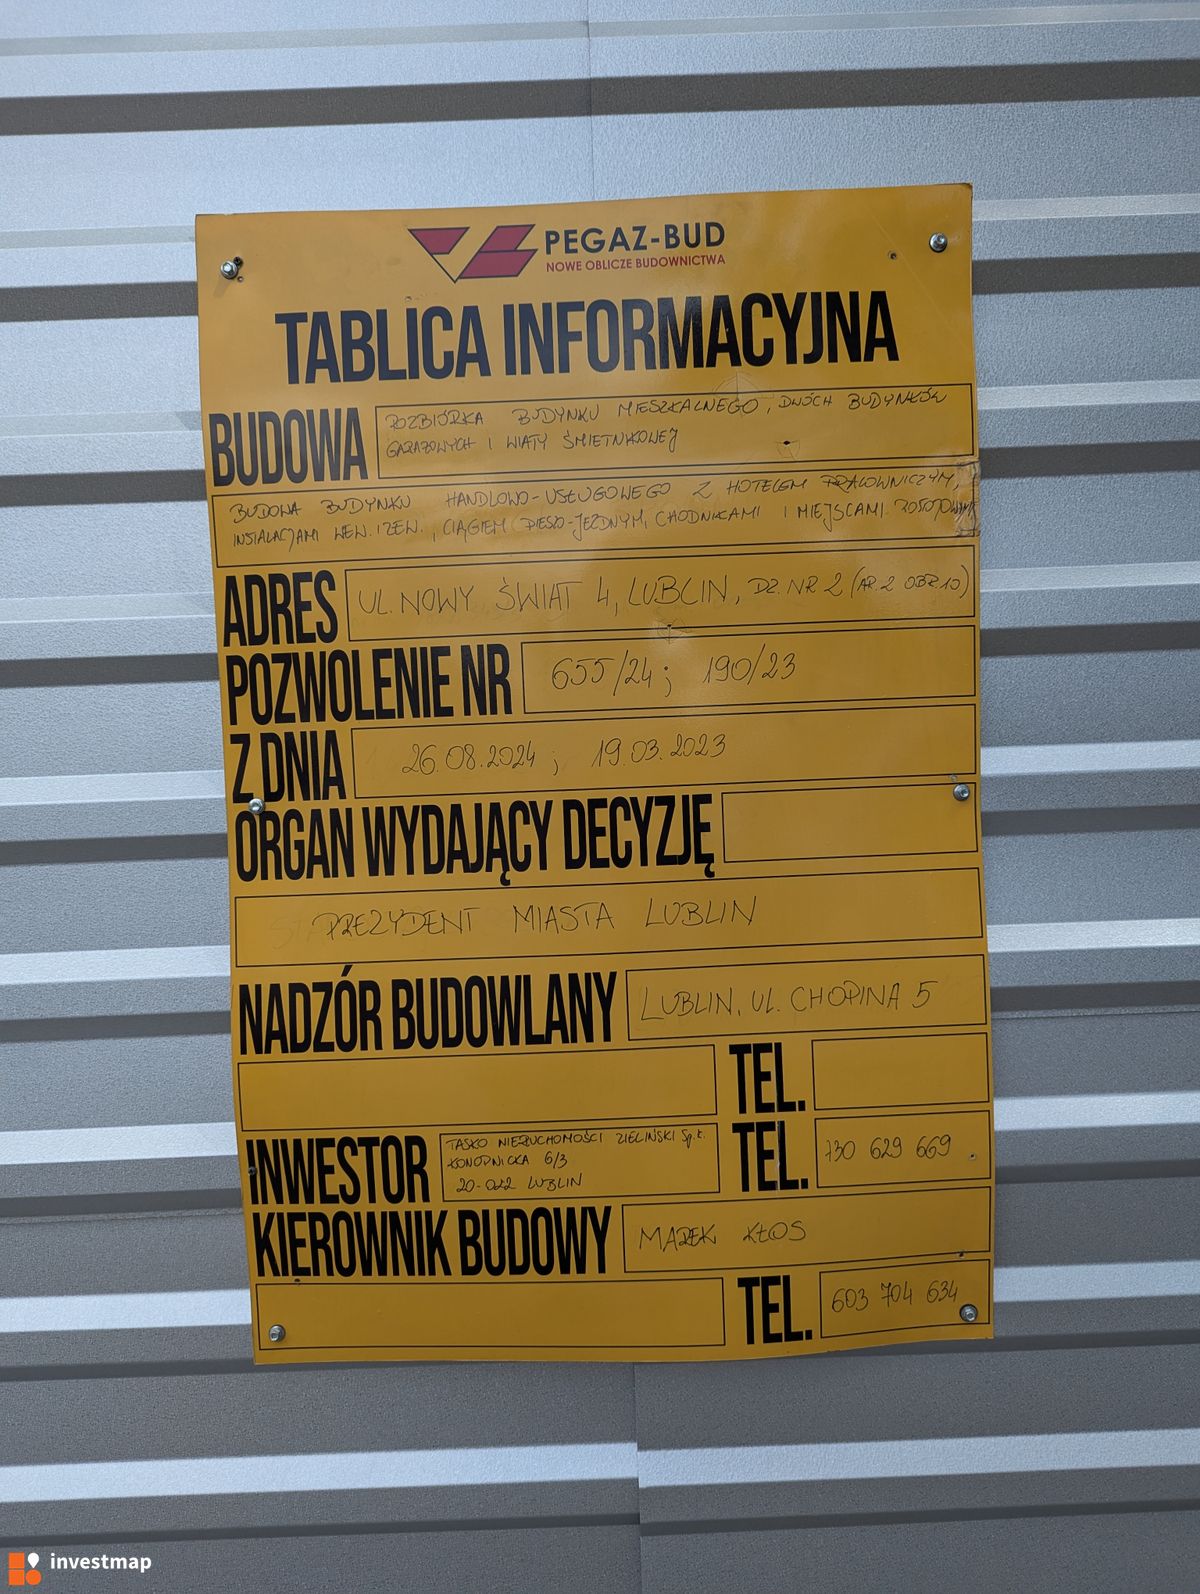 PEGAZ-BUD
NOWE OBLICZE BUDOWNICTWA
TABLICA INFORMACYJNA
BUDOWA ROZBIÓRKA BUDYNKU MIESZKALNEGO, DWÓCH BUDYNKÓW
GARAŻOWYCH I WIATY ŚMIETNIKOWEJ
BUDOWA BUDYNKU HANDLOWO-USŁUGOWEGO Z HOTELEM PRACOWNICZYM,
INSTALACJAMI WEW. I ZEW., CIĄGIEM PIESZO-JEZDNYM, CHODNIKAMI I MIEJSCAMI POSTOJOWYMI
ADRES UL. NOWY ŚWIAT 4, LUBLIN, DZ. NR 2 (AR.2 OBR.10)
POZWOLENIE NR 655/24; 190/23
Z DNIA 26.08.2024; 19.03.2023
ORGAN WYDAJĄCY DECYZJĘ
PREZYDENT MIASTA LUBLIN
NADZÓR BUDOWLANY LUBLIN, UL. CHOPINA 5
TEL.
INWESTOR TASKO NIERUCHOMOŚCI ZIELIŃSKI Sp.k. TEL. 730 629 669
KONOPNICKA 6/3
20-022 LUBLIN
KIEROWNIK BUDOWY MAREK KŁOS
TEL. 603 704 634
investmap